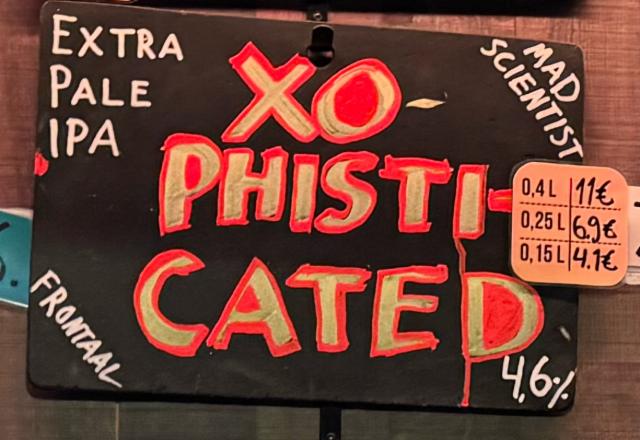 EXTRA
PALE
IPA
XO-
PHISTI-
CATED
MAD
SCIENTIST
0,4 L 11€
0,25 L 6.9€
0,15 L 4.1€
FRONTAAL
4,6%